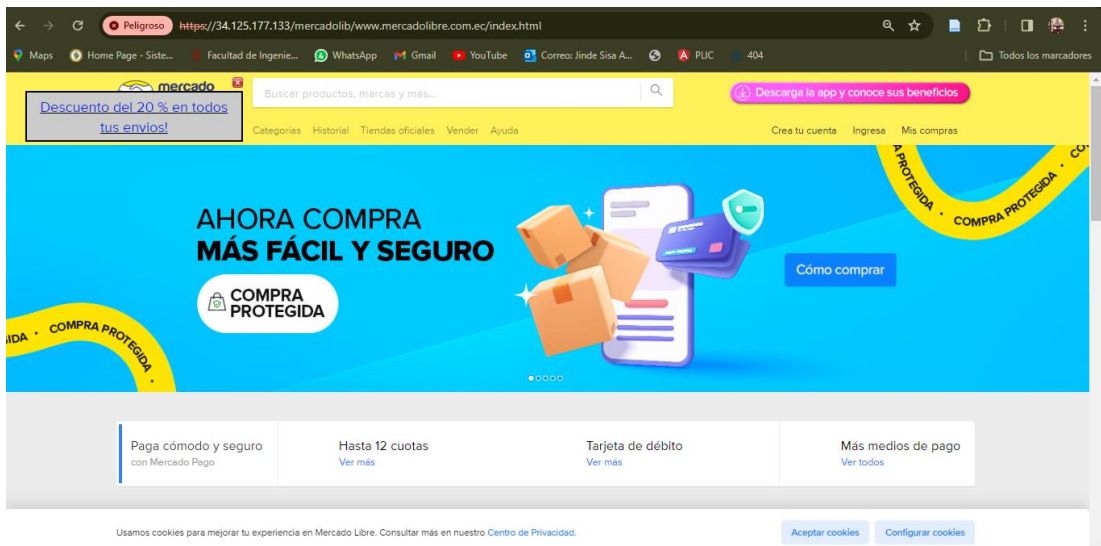 Peligroso https://34.125.177.133/mercadolib/www.mercadolibre.com.ec/index.html
Maps Home Page - Siste... Facultad de Ingenie... WhatsApp Gmail YouTube Correo: Jinde Sisa A... PLIC 404 Todos los marcadores
mercado
Descuento del 20 % en todos
tus envios!
Buscar productos, marcas y más...
Descarga la app y conoce sus beneficios
Categorías Historial Tiendas oficiales Vender Ayuda
Crea tu cuenta Ingresa Mis compras
AHORA COMPRA
MÁS FÁCIL Y SEGURO
COMPRA
PROTEGIDA
Cómo comprar
A PROTEGIDA · COMPRA PROTEGIDA · CO
IDA · COMPRA PROTEGIDA ·
Paga cómodo y seguro
con Mercado Pago
Hasta 12 cuotas
Ver más
Tarjeta de débito
Ver más
Más medios de pago
Ver todos
Usamos cookies para mejorar tu experiencia en Mercado Libre. Consultar más en nuestro Centro de Privacidad.
Aceptar cookies
Configurar cookies